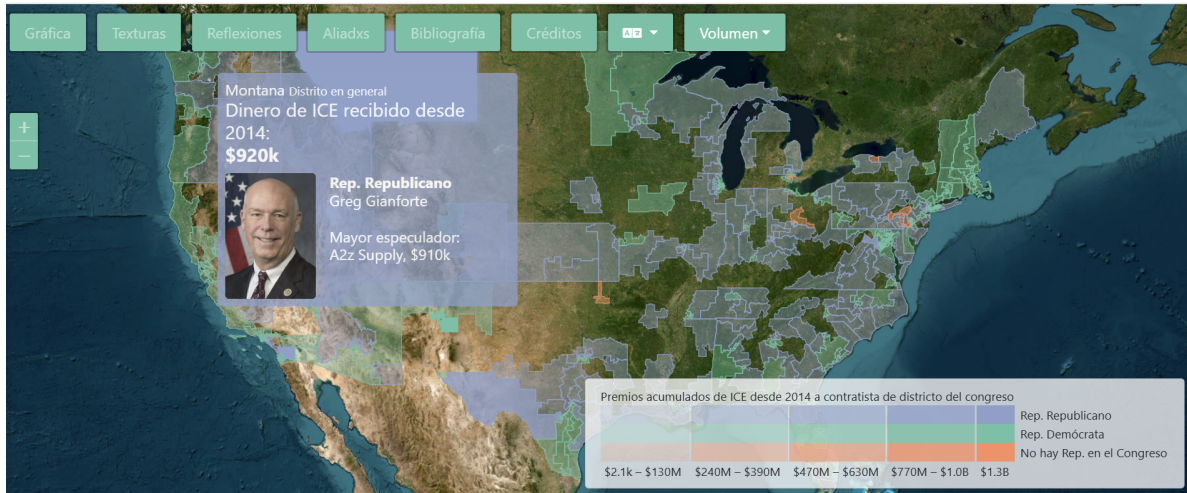 Gráfica
Texturas
Reflexiones
Aliadxs
Bibliografía
Créditos
Volumen
Montana Distrito en general
Dinero de ICE recibido desde
2014:
$920k
Rep. Republicano
Greg Gianforte
Mayor especulador:
A2z Supply, $910k
+
−
Premios acumulados de ICE desde 2014 a contratista de districto del congreso
Rep. Republicano
Rep. Demócrata
No hay Rep. en el Congreso
$2.1k – $130M
$240M – $390M
$470M – $630M
$770M – $1.0B
$1.3B